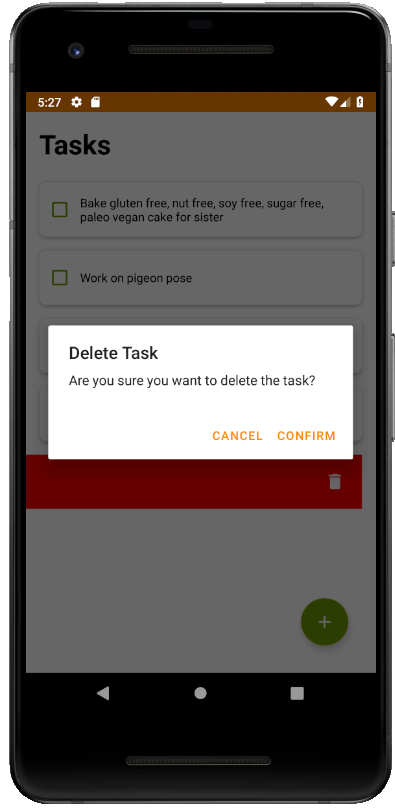 5:27
Tasks
Bake gluten free, nut free, soy free, sugar free,
paleo vegan cake for sister
Work on pigeon pose
Delete Task
Are you sure you want to delete the task?
CANCEL CONFIRM